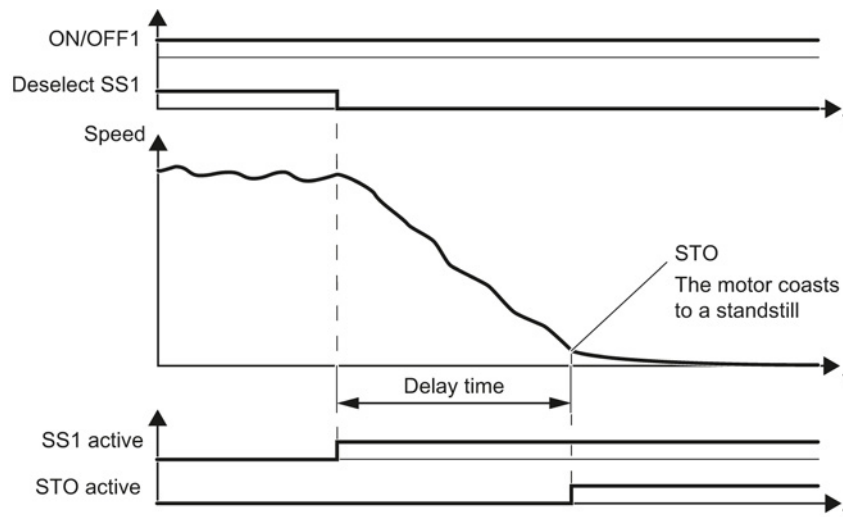 ON/OFF1
Deselect SS1
Speed
STO
The motor coasts
to a standstill
Delay time
SS1 active
STO active